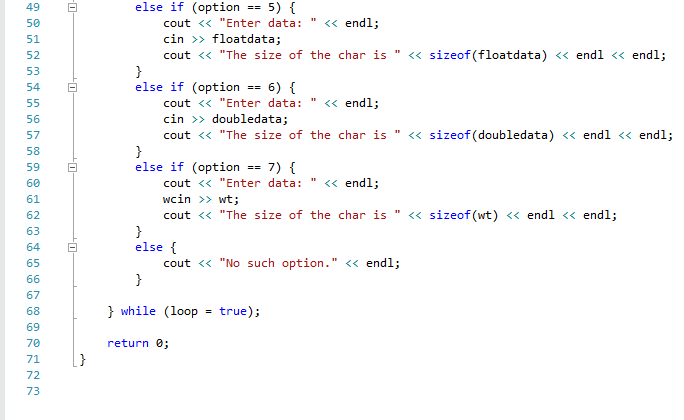 49 else if (option == 5) {
50 cout << "Enter data: " << endl;
51 cin >> floatdata;
52 cout << "The size of the char is " << sizeof(floatdata) << endl << endl;
53 }
54 else if (option == 6) {
55 cout << "Enter data: " << endl;
56 cin >> doubledata;
57 cout << "The size of the char is " << sizeof(doubledata) << endl << endl;
58 }
59 else if (option == 7) {
60 cout << "Enter data: " << endl;
61 wcin >> wt;
62 cout << "The size of the char is " << sizeof(wt) << endl << endl;
63 }
64 else {
65 cout << "No such option." << endl;
66 }
67
68 } while (loop = true);
69
70 return 0;
71 }
72
73